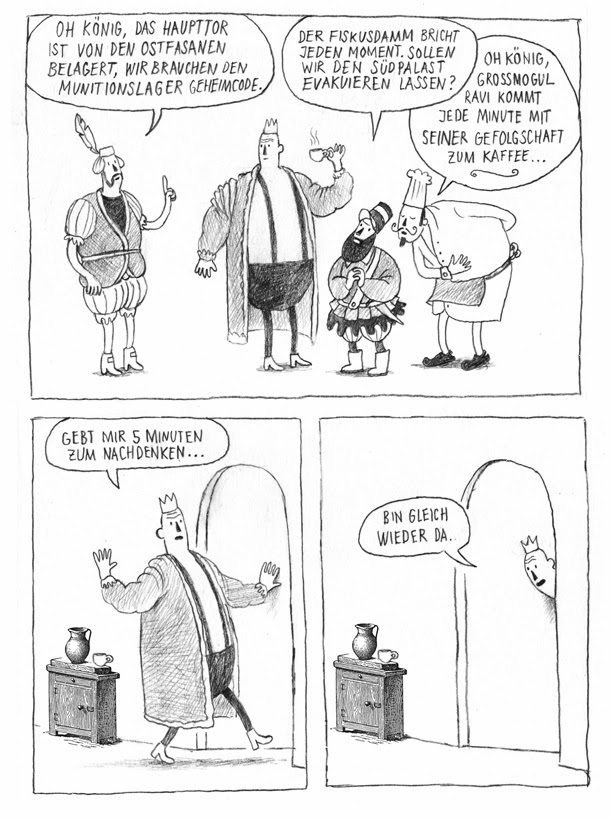 OH KÖNIG, DAS HAUPTTOR
IST VON DEN OSTFASANEN
BELAGERT, WIR BRAUCHEN DEN
MUNITIONSLAGER GEHEIMCODE.
DER FISKUSDAMM BRICHT
JEDEN MOMENT. SOLLEN
WIR DEN SÜDPALAST
EVAKUIEREN LASSEN?
OH KÖNIG,
GROSSMOGUL
RAVI KOMMT
JEDE MINUTE MIT
SEINER GEFOLGSCHAFT
ZUM KAFFEE...
GEBT MIR 5 MINUTEN
ZUM NACHDENKEN...
BIN GLEICH
WIEDER DA..